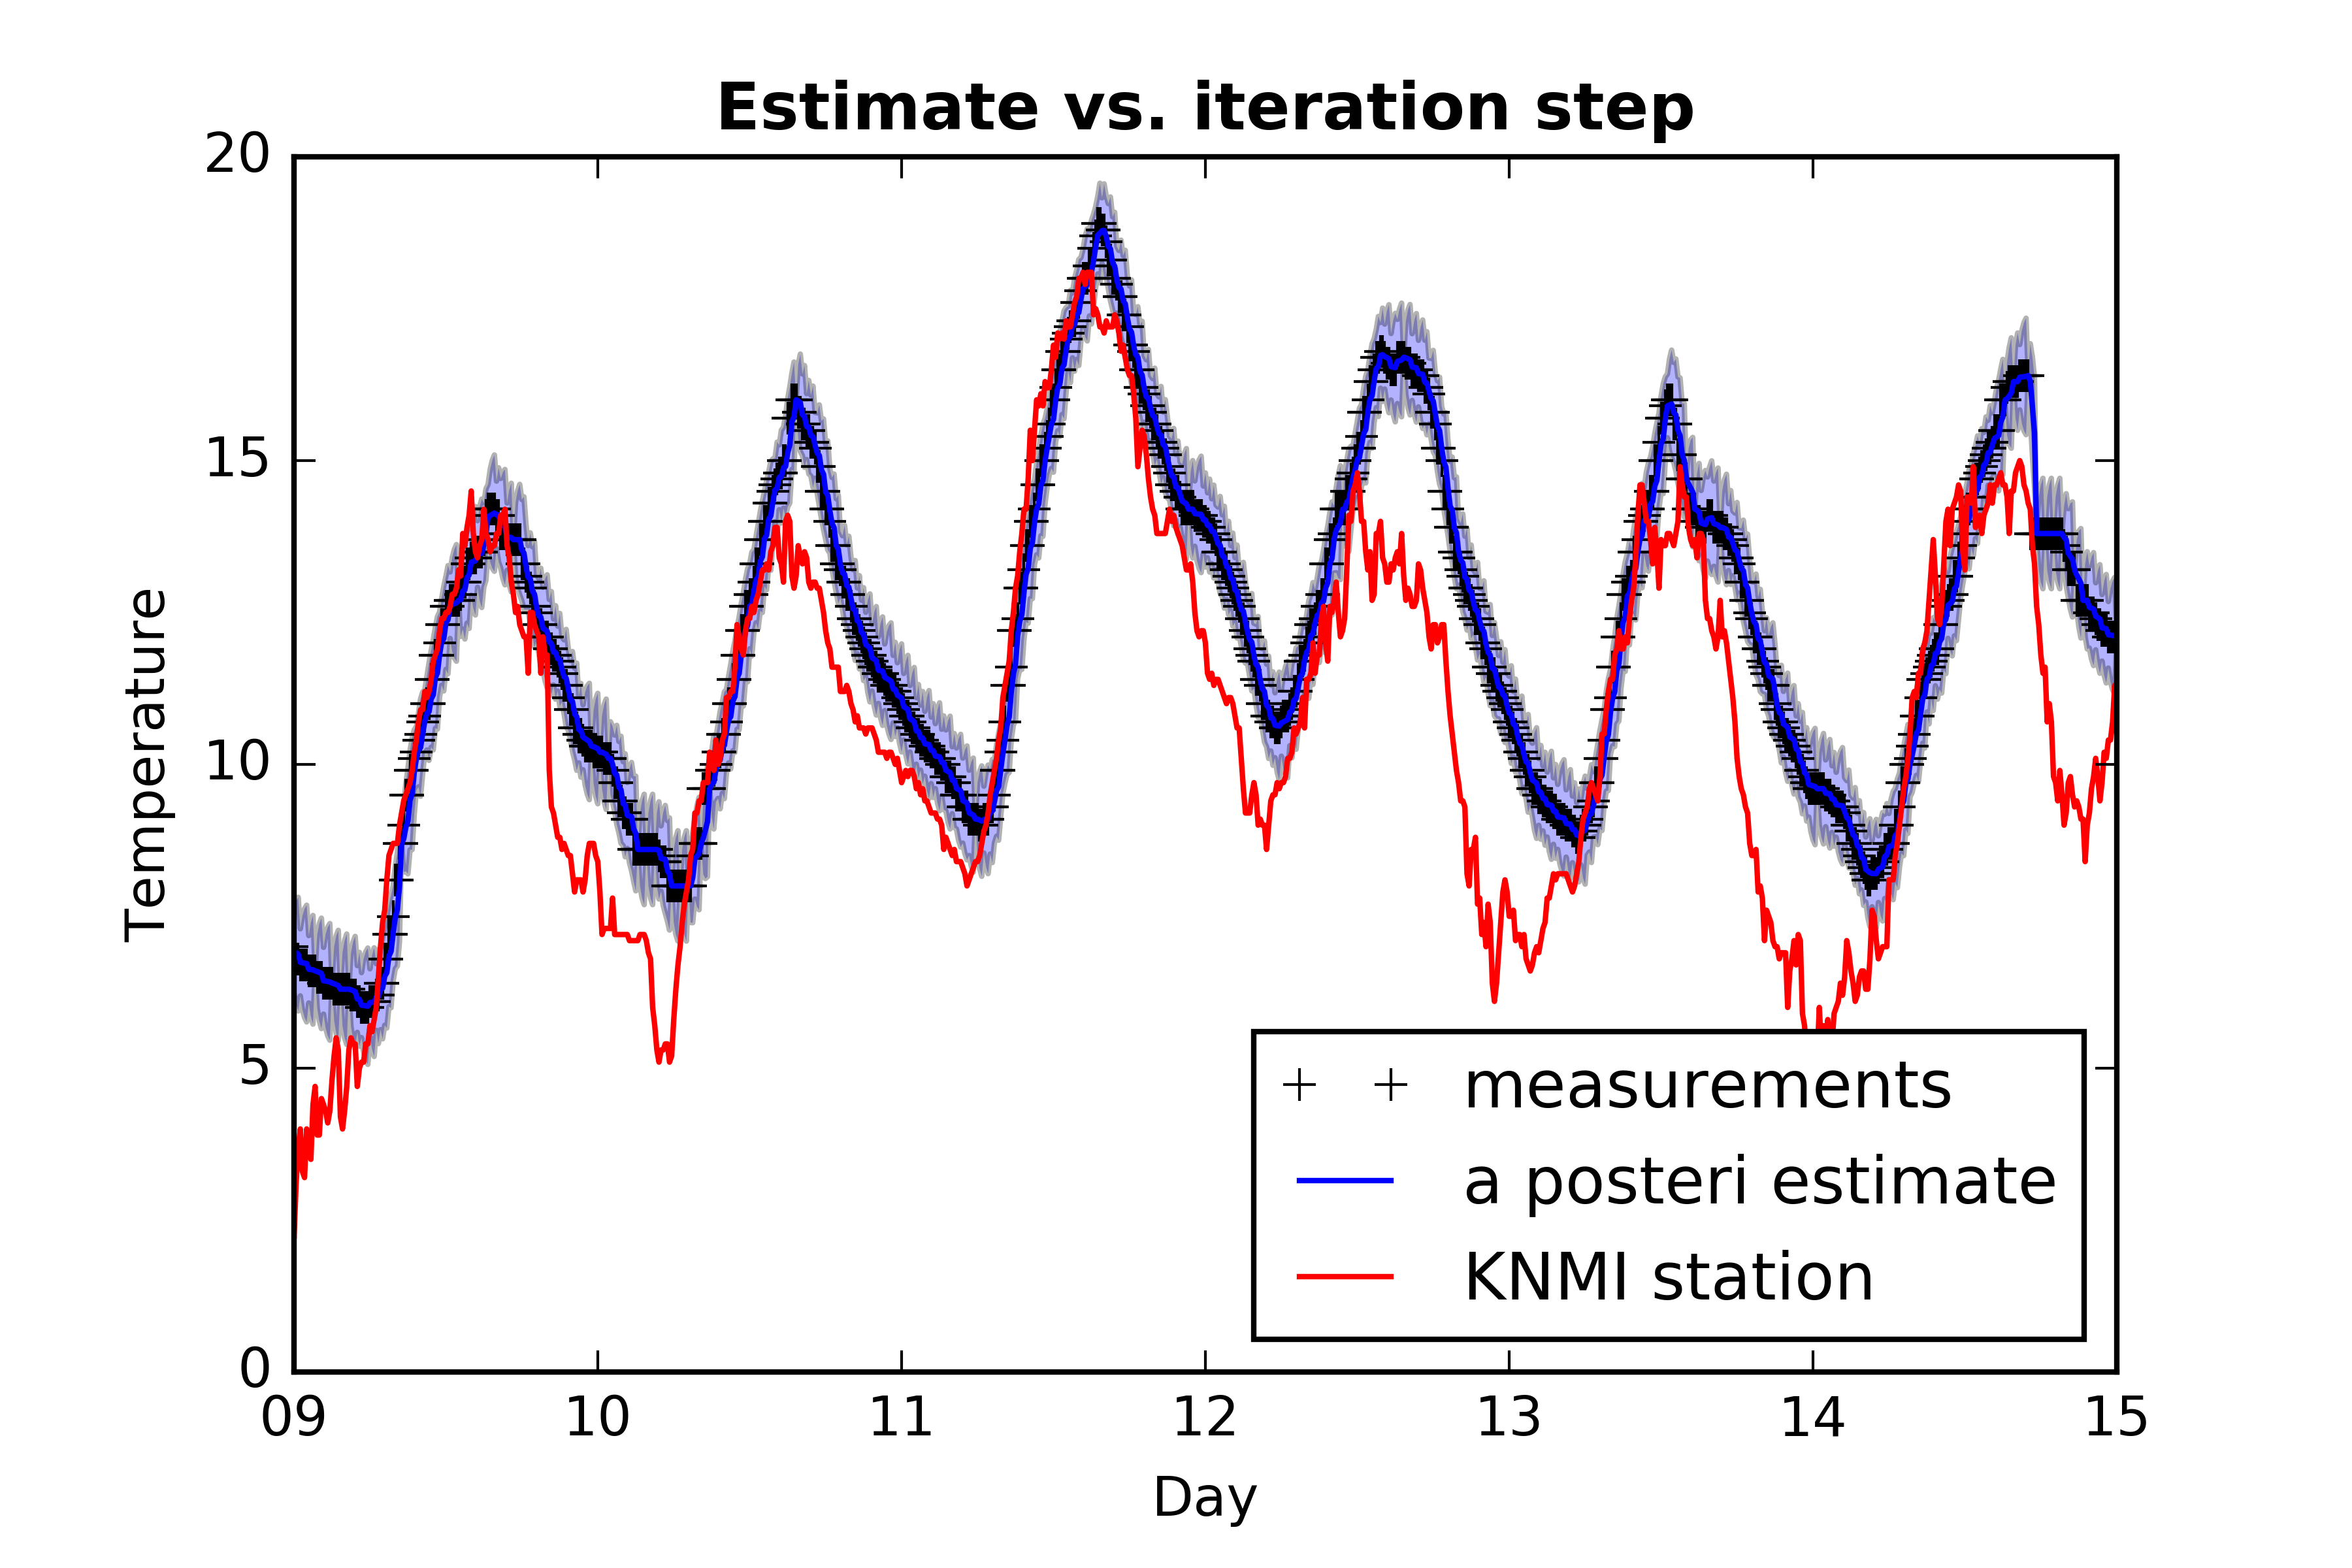 Estimate vs. iteration step
20
15
10
5
0
Temperature
09 10 11 12 13 14 15
Day
measurements
a posteri estimate
KNMI station